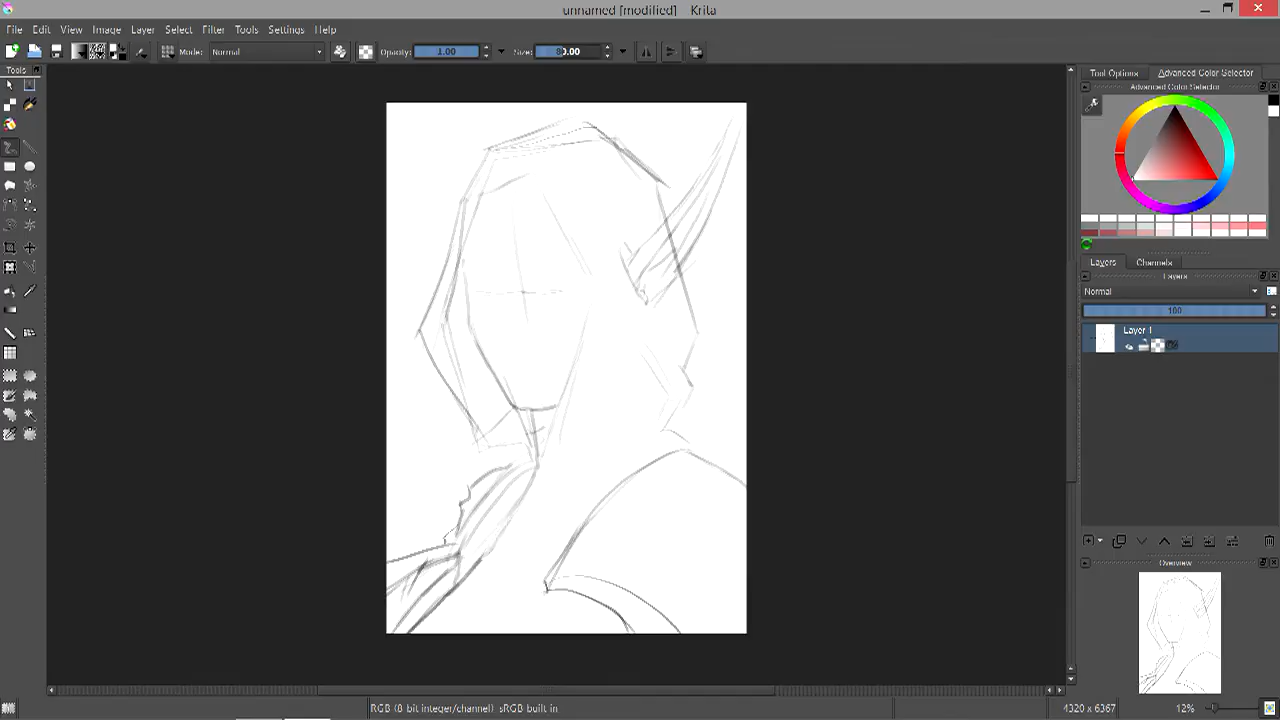 unnamed [modified] - Krita
File Edit View Image Layer Select Filter Tools Settings Help
Mode: Normal Opacity: 1.00 Size: 80.00
Tools
Tool Options Advanced Color Selector
Advanced Color Selector
Layers Channels
Layers
Normal
100
Layer 1
Overview
RGB (8 bit integer/channel) sRGB built in 4320 x 6367 12%